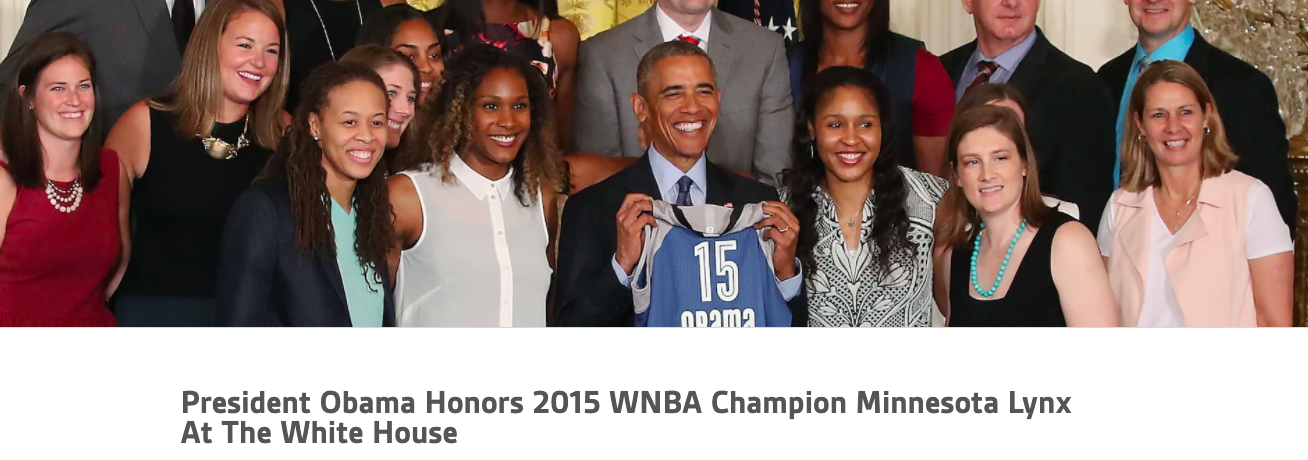 15
obama
President Obama Honors 2015 WNBA Champion Minnesota Lynx
At The White House